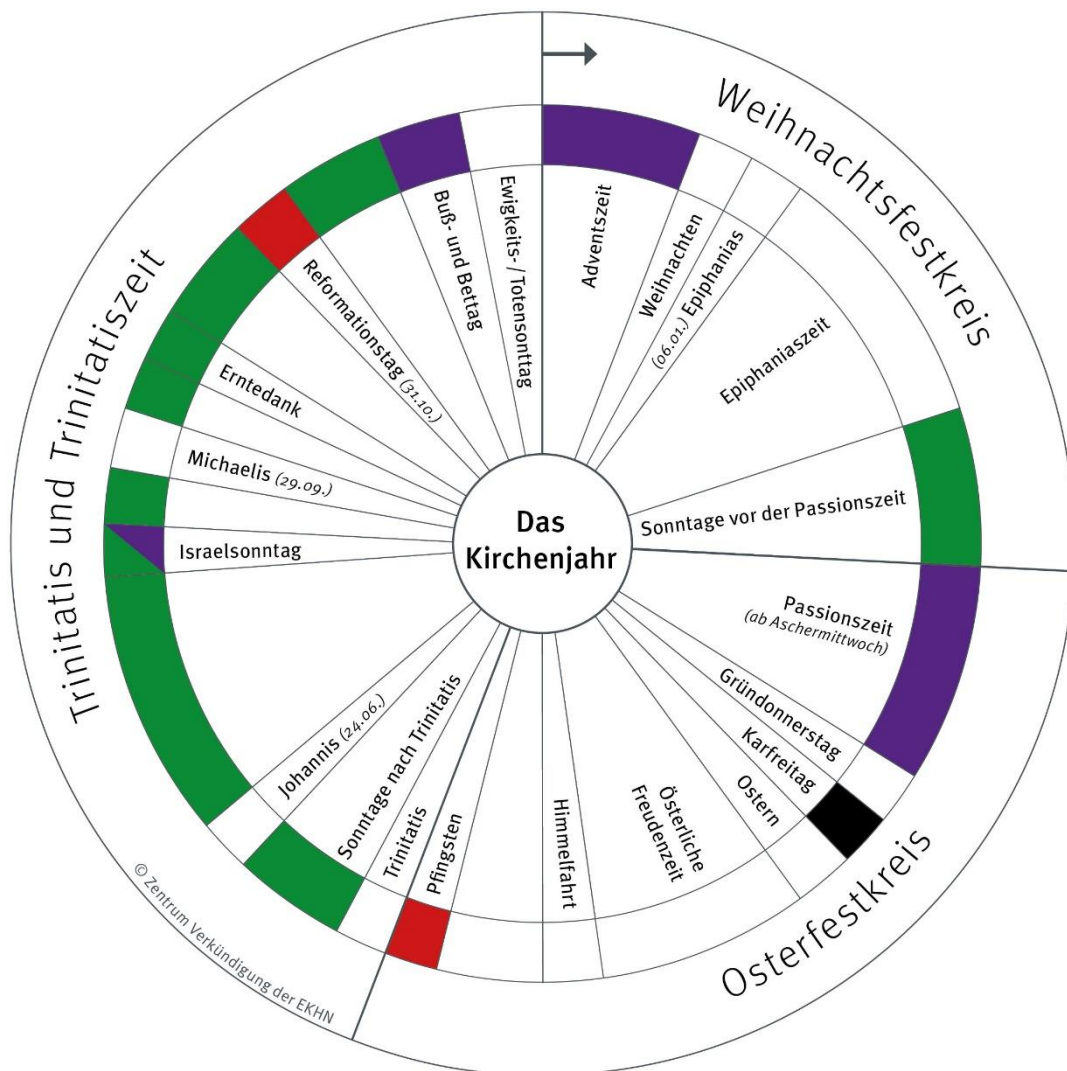 Weihnachtsfestkreis
Adventszeit
Weihnachten
(06.01.) Epiphanias
Epiphaniaszeit
Sonntage vor der Passionszeit
Osterfestkreis
Passionszeit
(ab Aschermittwoch)
Gründonnerstag
Karfreitag
Ostern
Österliche
Freudenzeit
Himmelfahrt
Pfingsten
Trinitatis und Trinitatiszeit
Trinitatis
Sonntage nach Trinitatis
Johannis (24.06.)
Israelsonntag
Michaelis (29.09.)
Erntedank
Reformationstag (31.10.)
Buß- und Bettag
Ewigkeits-/Totensonttag
Das
Kirchenjahr
© Zentrum Verkündigung der EKHN